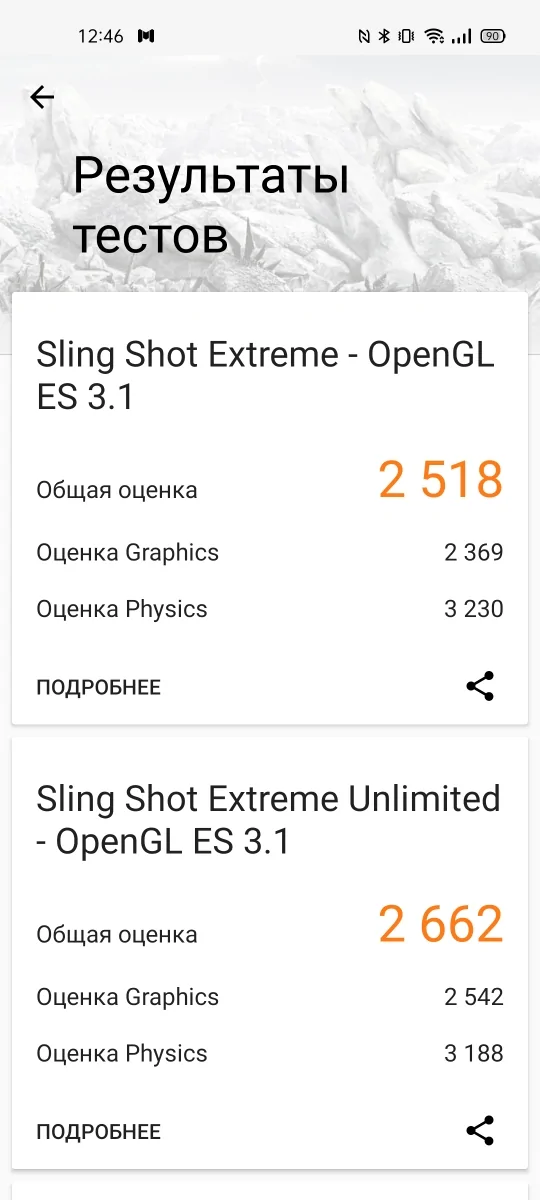 12:46
90
Результаты
тестов
Sling Shot Extreme - OpenGL
ES 3.1
Общая оценка 2 518
Оценка Graphics 2 369
Оценка Physics 3 230
ПОДРОБНЕЕ
Sling Shot Extreme Unlimited
- OpenGL ES 3.1
Общая оценка 2 662
Оценка Graphics 2 542
Оценка Physics 3 188
ПОДРОБНЕЕ